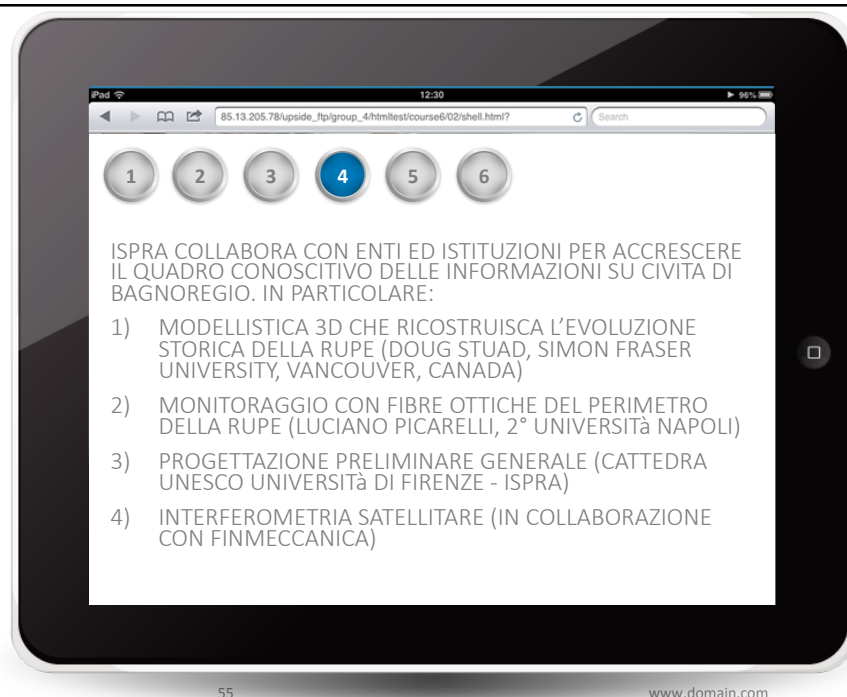 iPad 12:30 96%
85.13.205.78/upside_ftp/group_4/htmltest/course6/02/shell.html? Search
1 2 3 4 5 6
ISPRA COLLABORA CON ENTI ED ISTITUZIONI PER ACCRESCERE
IL QUADRO CONOSCITIVO DELLE INFORMAZIONI SU CIVITA DI
BAGNOREGIO. IN PARTICOLARE:
1) MODELLISTICA 3D CHE RICOSTRUISCA L’EVOLUZIONE
STORICA DELLA RUPE (DOUG STUAD, SIMON FRASER
UNIVERSITY, VANCOUVER, CANADA)
2) MONITORAGGIO CON FIBRE OTTICHE DEL PERIMETRO
DELLA RUPE (LUCIANO PICARELLI, 2° UNIVERSITà NAPOLI)
3) PROGETTAZIONE PRELIMINARE GENERALE (CATTEDRA
UNESCO UNIVERSITà DI FIRENZE - ISPRA)
4) INTERFEROMETRIA SATELLITARE (IN COLLABORAZIONE
CON FINMECCANICA)
55 www.domain.com